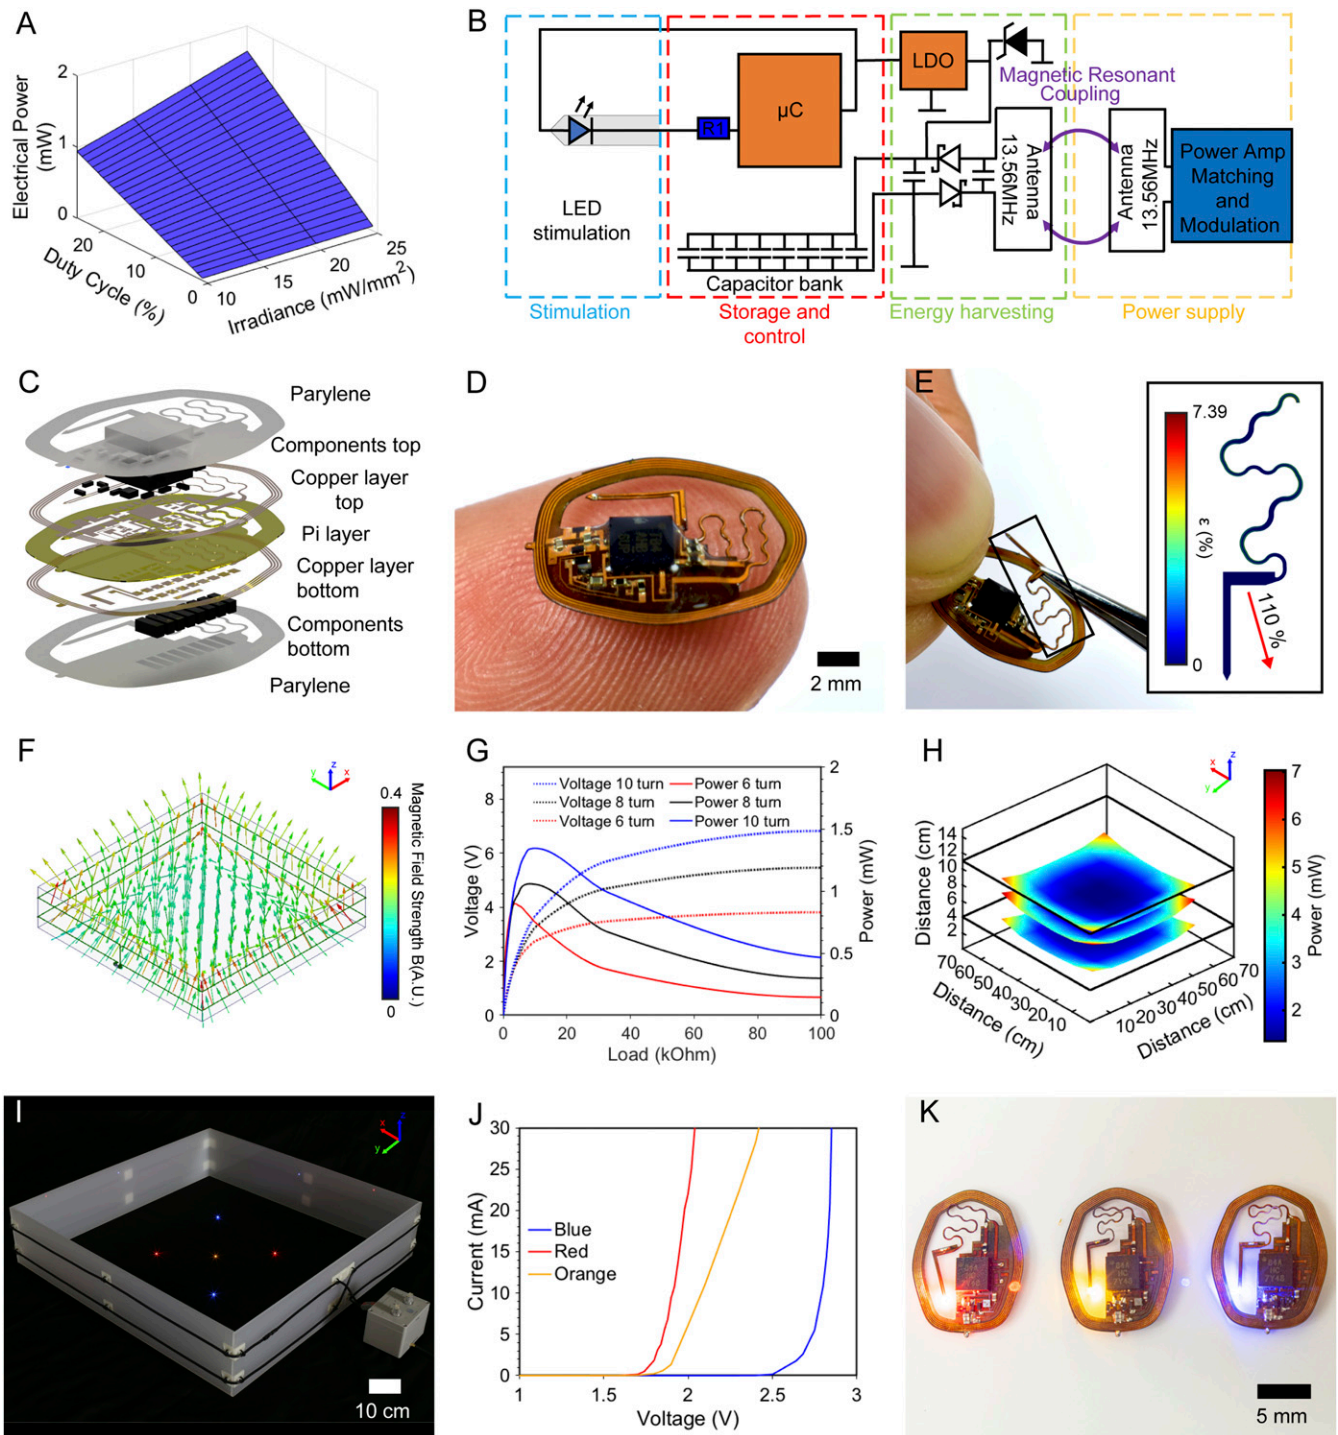 A
Electrical Power
(mW)
2
1
0
20
10
0
Duty Cycle (%)
10
15
20
25
Irradiance (mW/mm²)
B
LED
stimulation
Stimulation
R1
µC
Capacitor bank
Storage and
control
LDO
Magnetic Resonant
Coupling
Antenna
13.56MHz
Energy harvesting
Antenna
13.56MHz
Power Amp
Matching
and
Modulation
Power supply
C
Parylene
Components top
Copper layer
top
Pi layer
Copper layer
bottom
Components
bottom
Parylene
D
2 mm
E
7.39
ε (%)
0
110 %
F
z
y
x
0.4
Magnetic Field Strength B(A.U.)
0
G
Voltage 10 turn
Voltage 8 turn
Voltage 6 turn
Power 6 turn
Power 8 turn
Power 10 turn
Voltage (V)
8
6
4
2
0
0
20
40
60
80
100
Load (kOhm)
2
1.5
1
0.5
0
Power (mW)
H
x
z
y
Distance (cm)
14
11
10
8
6
4
2
70
60
50
40
30
20
10
Distance (cm)
10
20
30
40
50
60
70
Distance (cm)
7
6
5
4
3
2
Power (mW)
I
x
z
y
10 cm
J
Current (mA)
30
25
20
15
10
5
0
Blue
Red
Orange
1
1.5
2
2.5
3
Voltage (V)
K
5 mm